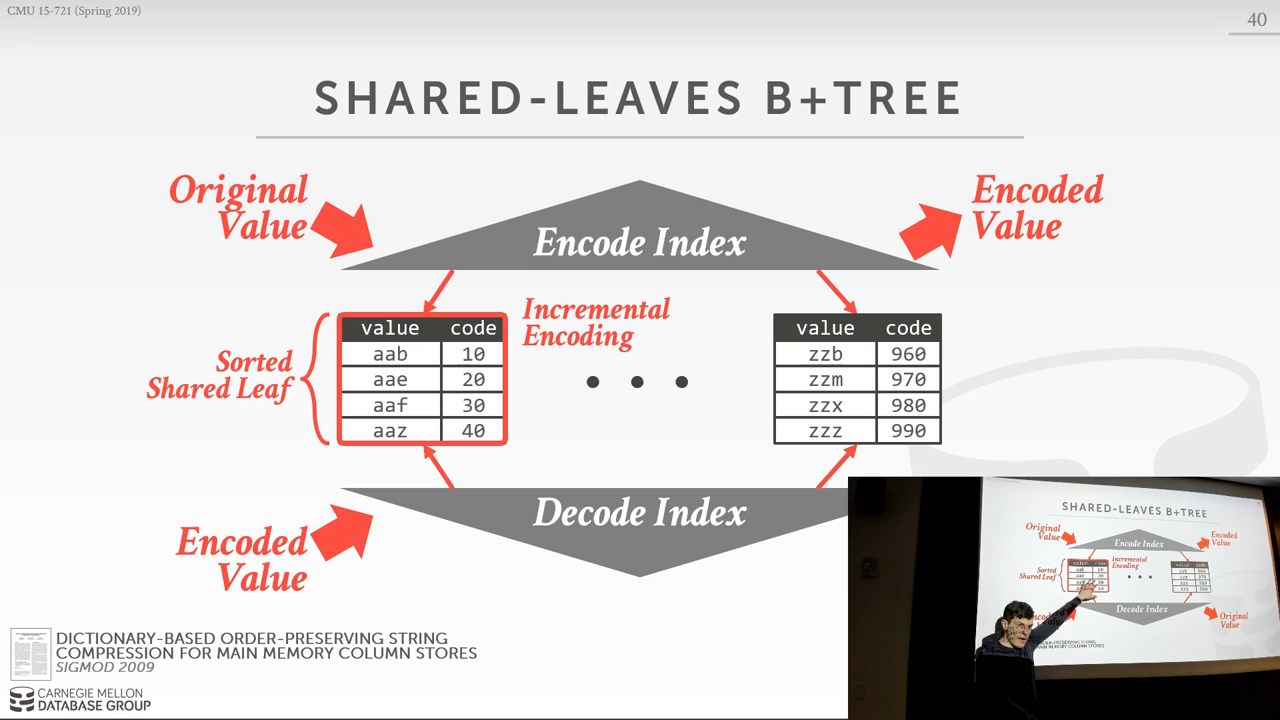 CMU 15-721 (Spring 2019)
40
SHARED-LEAVES B+TREE
Original
Value
Encode Index
Encoded
Value
Incremental
Encoding
Sorted
Shared Leaf
value code
aab 10
aae 20
aaf 30
aaz 40
value code
zzb 960
zzm 970
zzx 980
zzz 990
Encoded
Value
Decode Index
DICTIONARY-BASED ORDER-PRESERVING STRING
COMPRESSION FOR MAIN MEMORY COLUMN STORES
SIGMOD 2009
CARNEGIE MELLON
DATABASE GROUP
SHARED-LEAVES B+TREE
Original
Value
Encode Index
Encoded
Value
Incremental
Encoding
Sorted
Shared Leaf
Decode Index
Original
Value